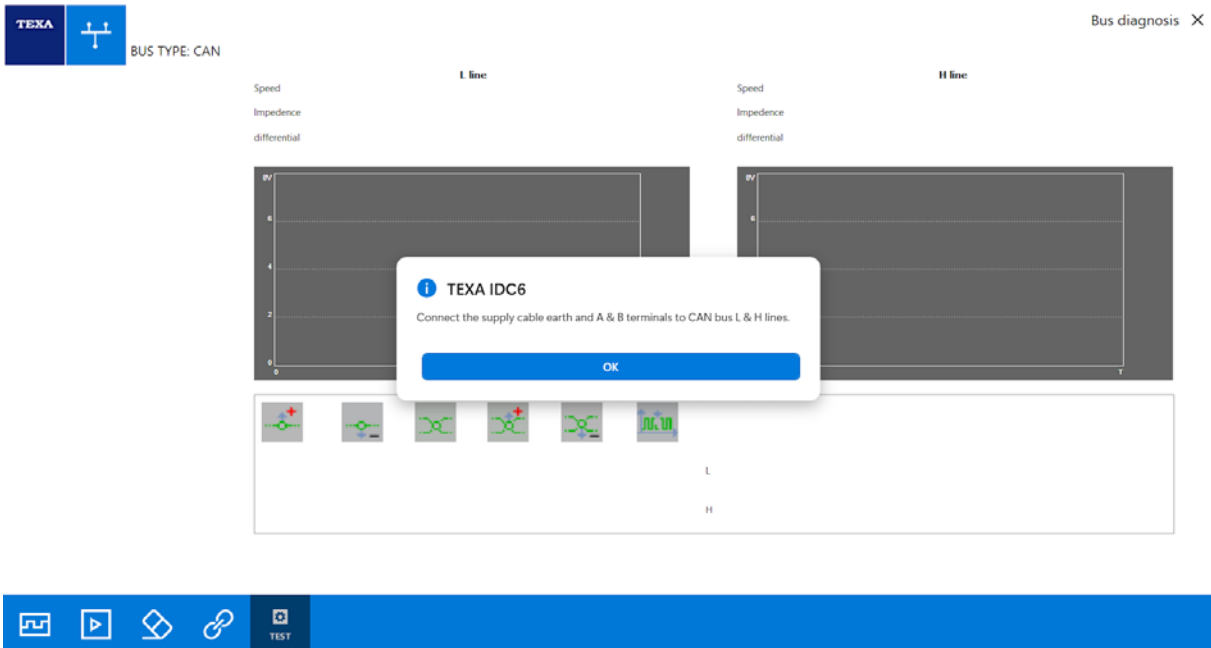 TEXA
Bus diagnosis
BUS TYPE: CAN
L line
H line
Speed
Speed
Impedence
Impedence
differential
differential
8V
8V
6
6
4
2
0
0
T
TEXA IDC6
Connect the supply cable earth and A & B terminals to CAN bus L & H lines.
OK
L
H
TEST